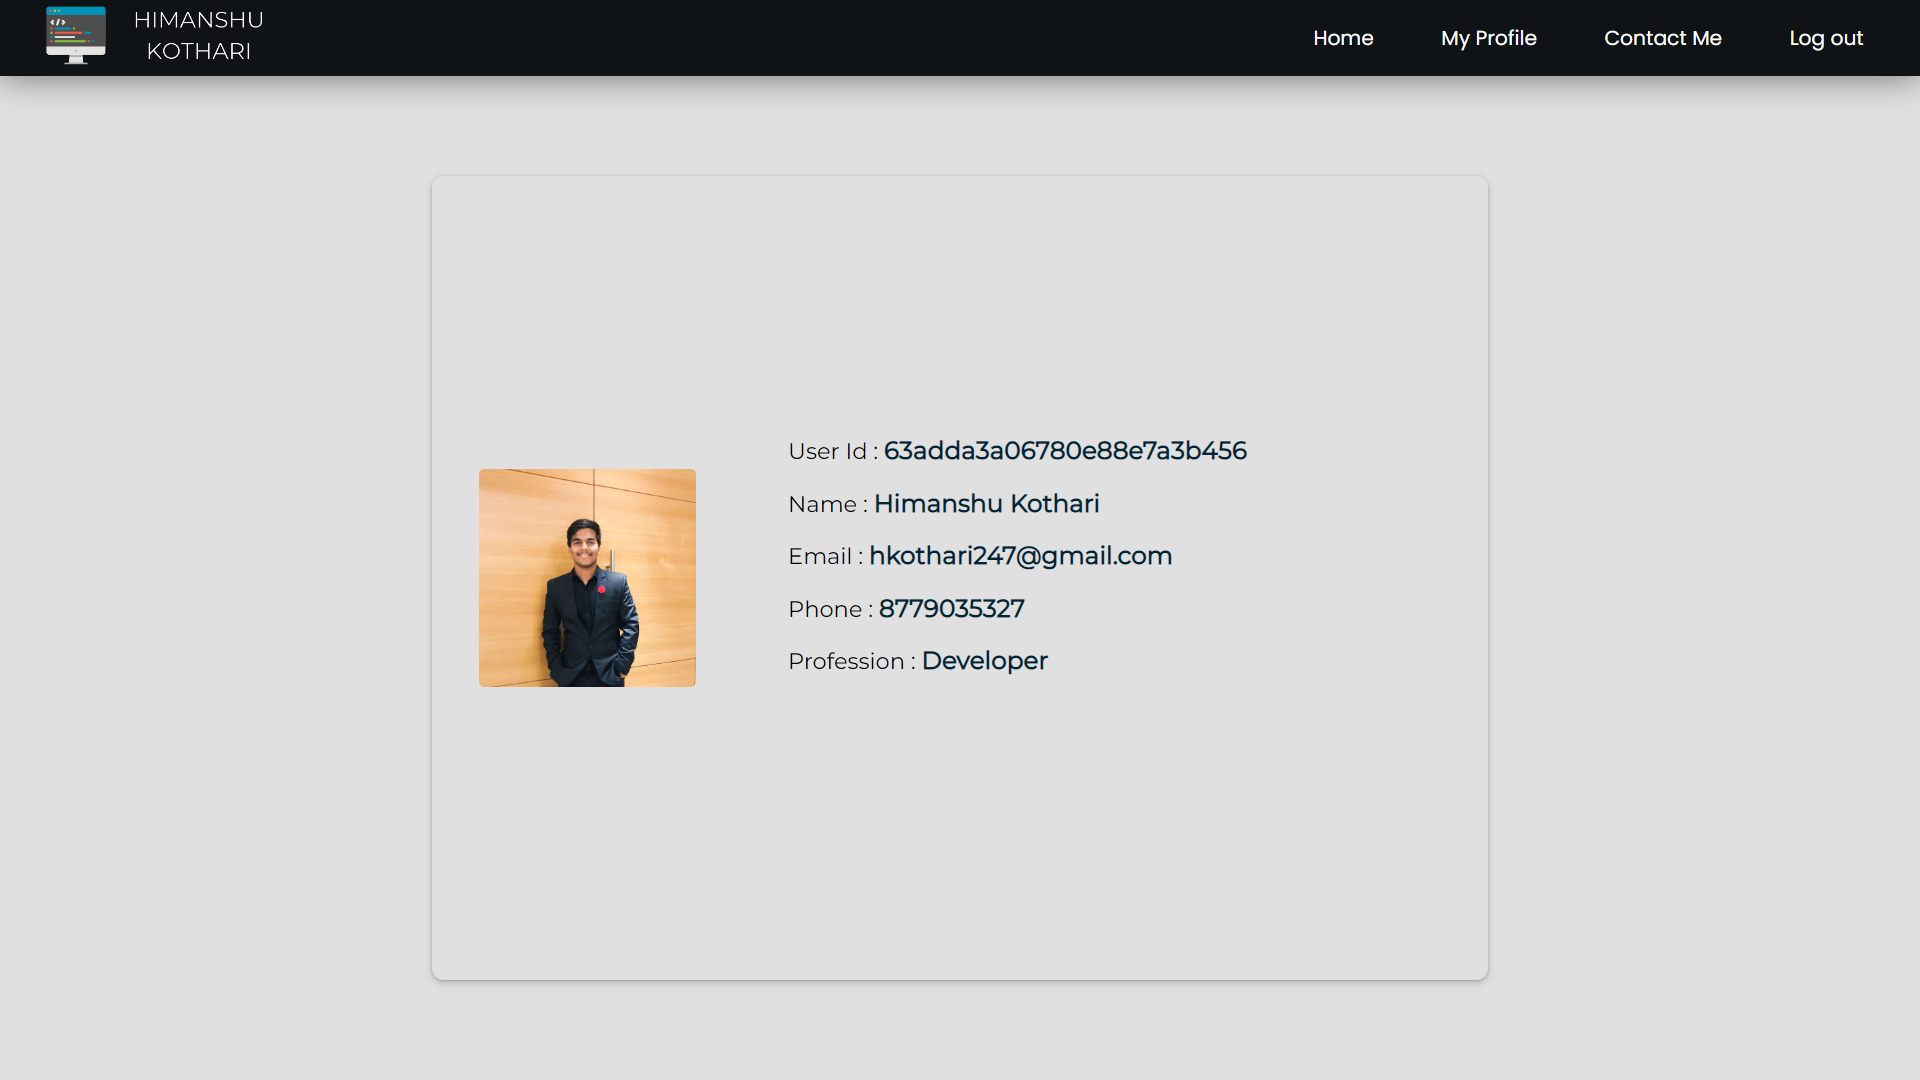 HIMANSHU
KOTHARI
Home
My Profile
Contact Me
Log out
User Id : 63adda3a06780e88e7a3b456
Name : Himanshu Kothari
Email : hkothari247@gmail.com
Phone : 8779035327
Profession : Developer